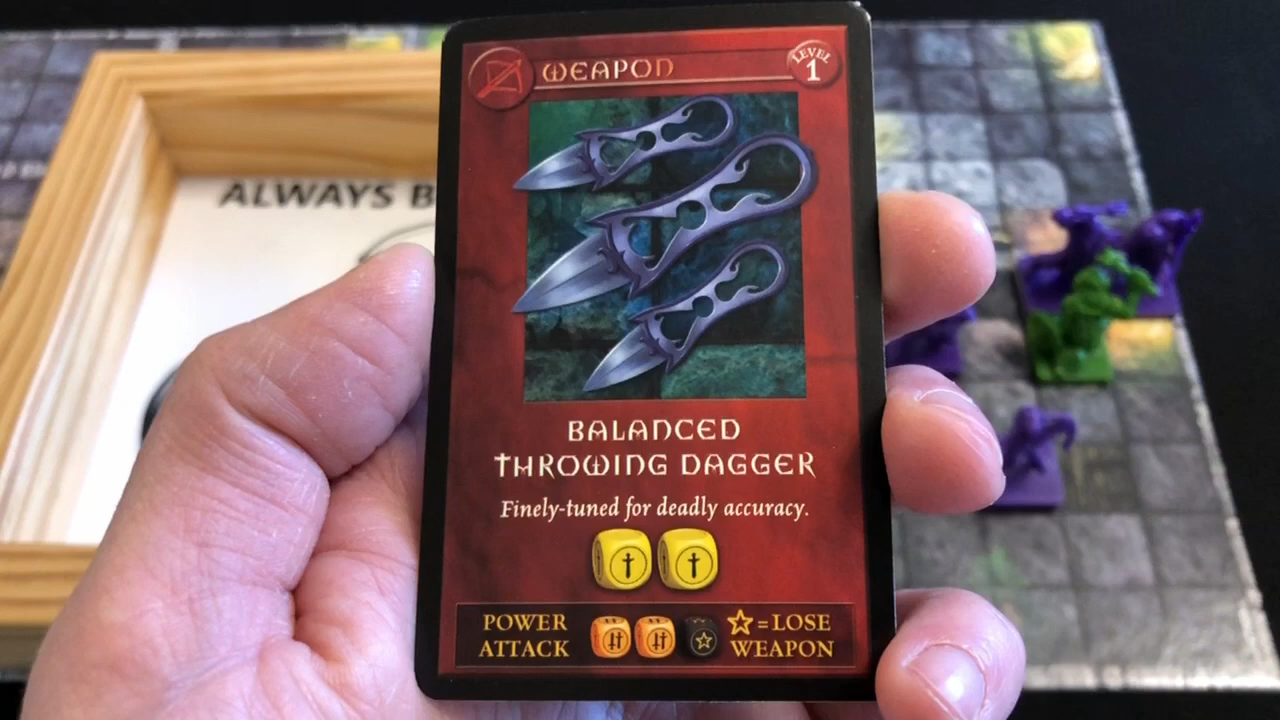 WEAPON
LEVEL
1
ALWAYS B
BALANCED
THROWING DAGGER
Finely-tuned for deadly accuracy.
POWER
ATTACK
= LOSE
WEAPON